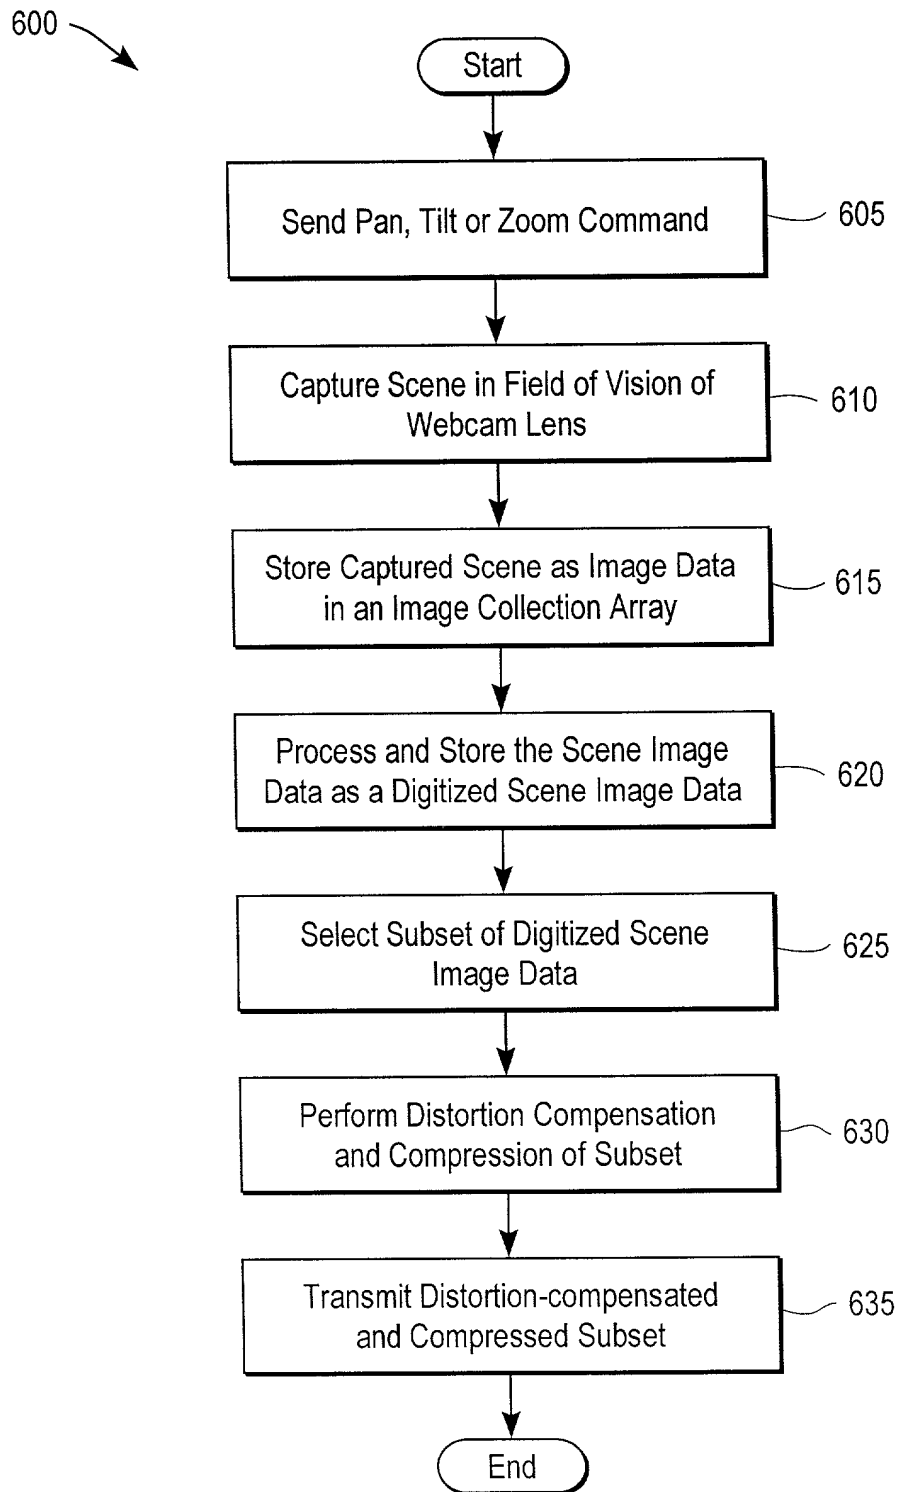 600
Start
Send Pan, Tilt or Zoom Command
605
Capture Scene in Field of Vision of
Webcam Lens
610
Store Captured Scene as Image Data
in an Image Collection Array
615
Process and Store the Scene Image
Data as a Digitized Scene Image Data
620
Select Subset of Digitized Scene
Image Data
625
Perform Distortion Compensation
and Compression of Subset
630
Transmit Distortion-compensated
and Compressed Subset
635
End